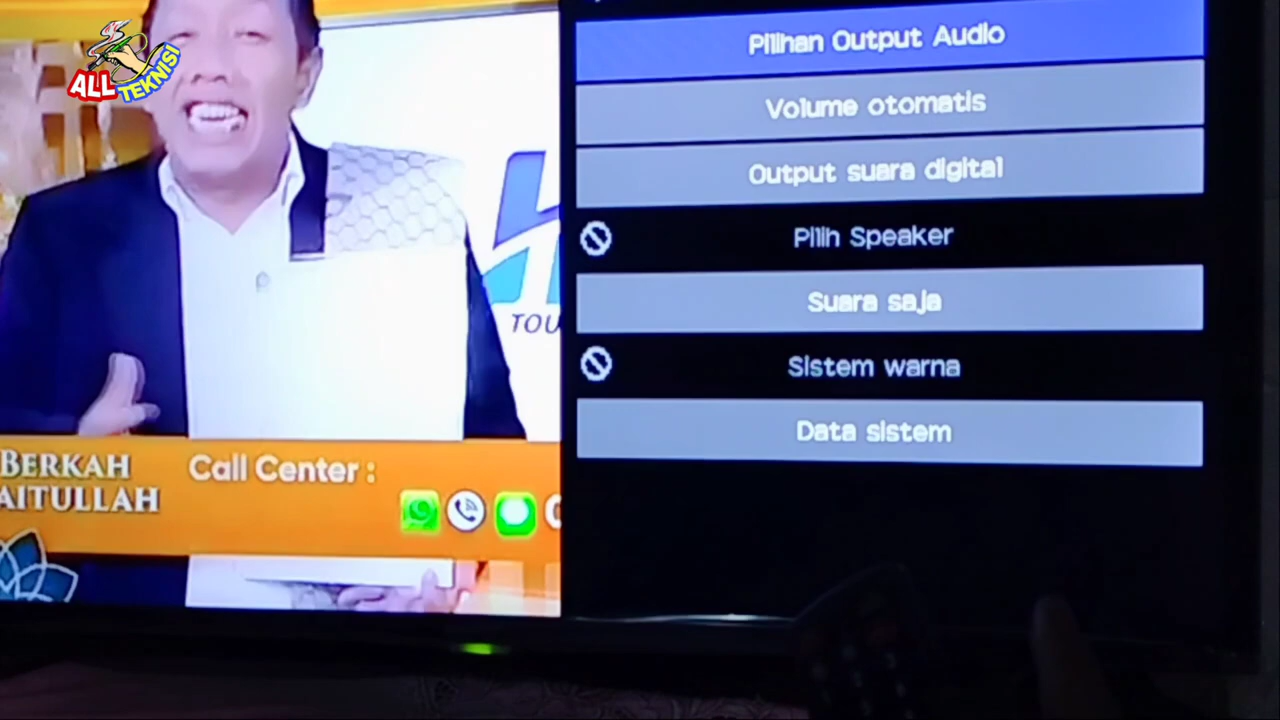 ALL
TEKNISI
Pilihan Output Audio
Volume otomatis
Output suara digital
Pilih Speaker
Suara saja
Sistem warna
Data sistem
TOU
BERKAH
AITULLAH
Call Center :